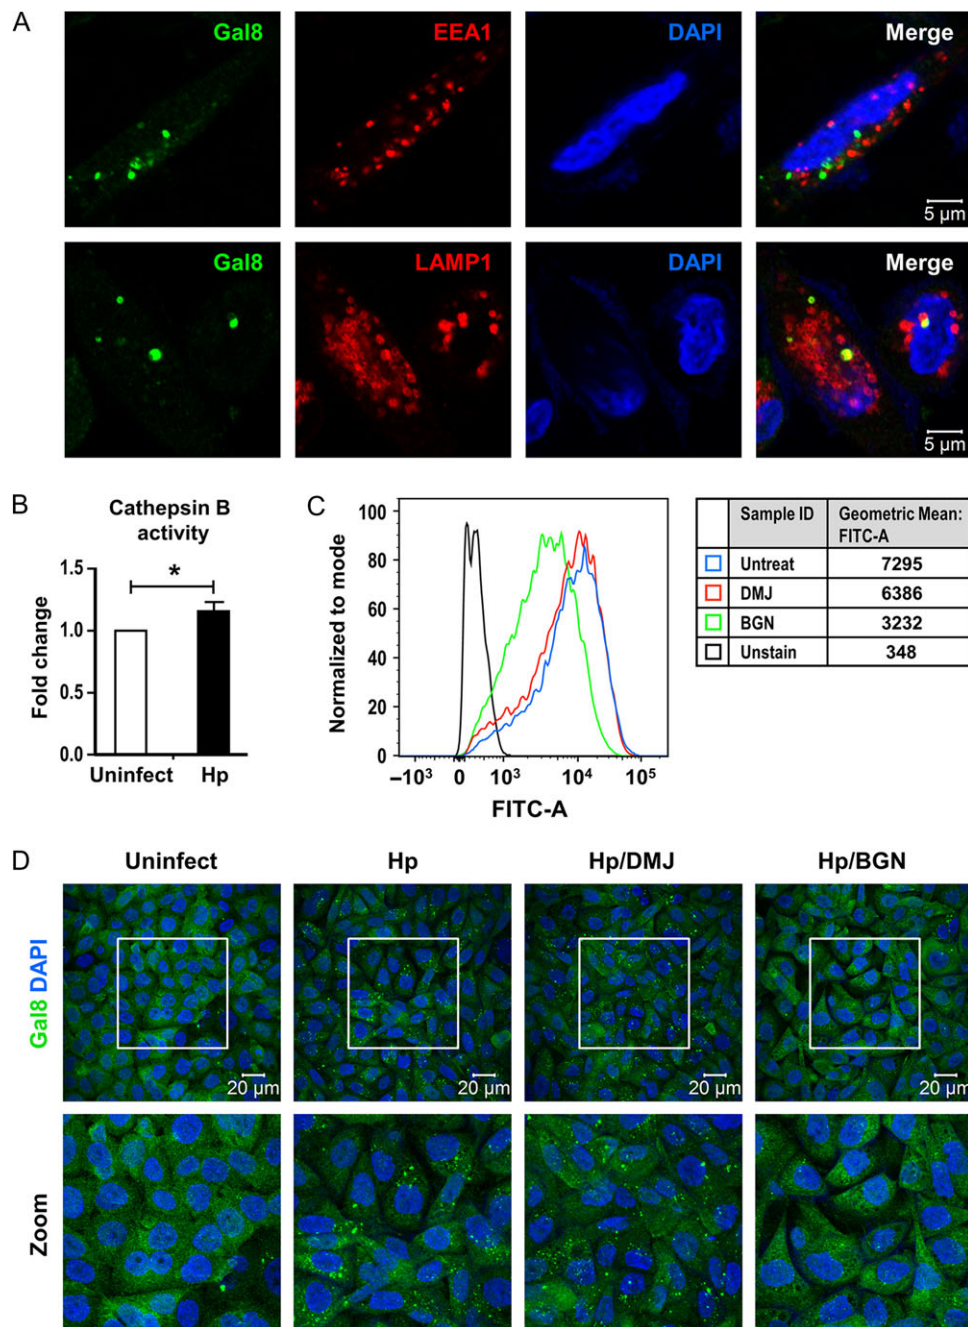 A
Gal8 EEA1 DAPI Merge
5 µm
Gal8 LAMP1 DAPI Merge
5 µm
B
Cathepsin B
activity
*
Fold change
1.5
1.0
0.5
0.0
Uninfect Hp
C
Normalized to mode
100
80
60
40
20
0
−10³ 0 10³ 10⁴ 10⁵
FITC-A
Sample ID Geometric Mean:
FITC-A
Untreat 7295
DMJ 6386
BGN 3232
Unstain 348
D
Uninfect Hp Hp/DMJ Hp/BGN
Gal8 DAPI
20 µm 20 µm 20 µm 20 µm
Zoom